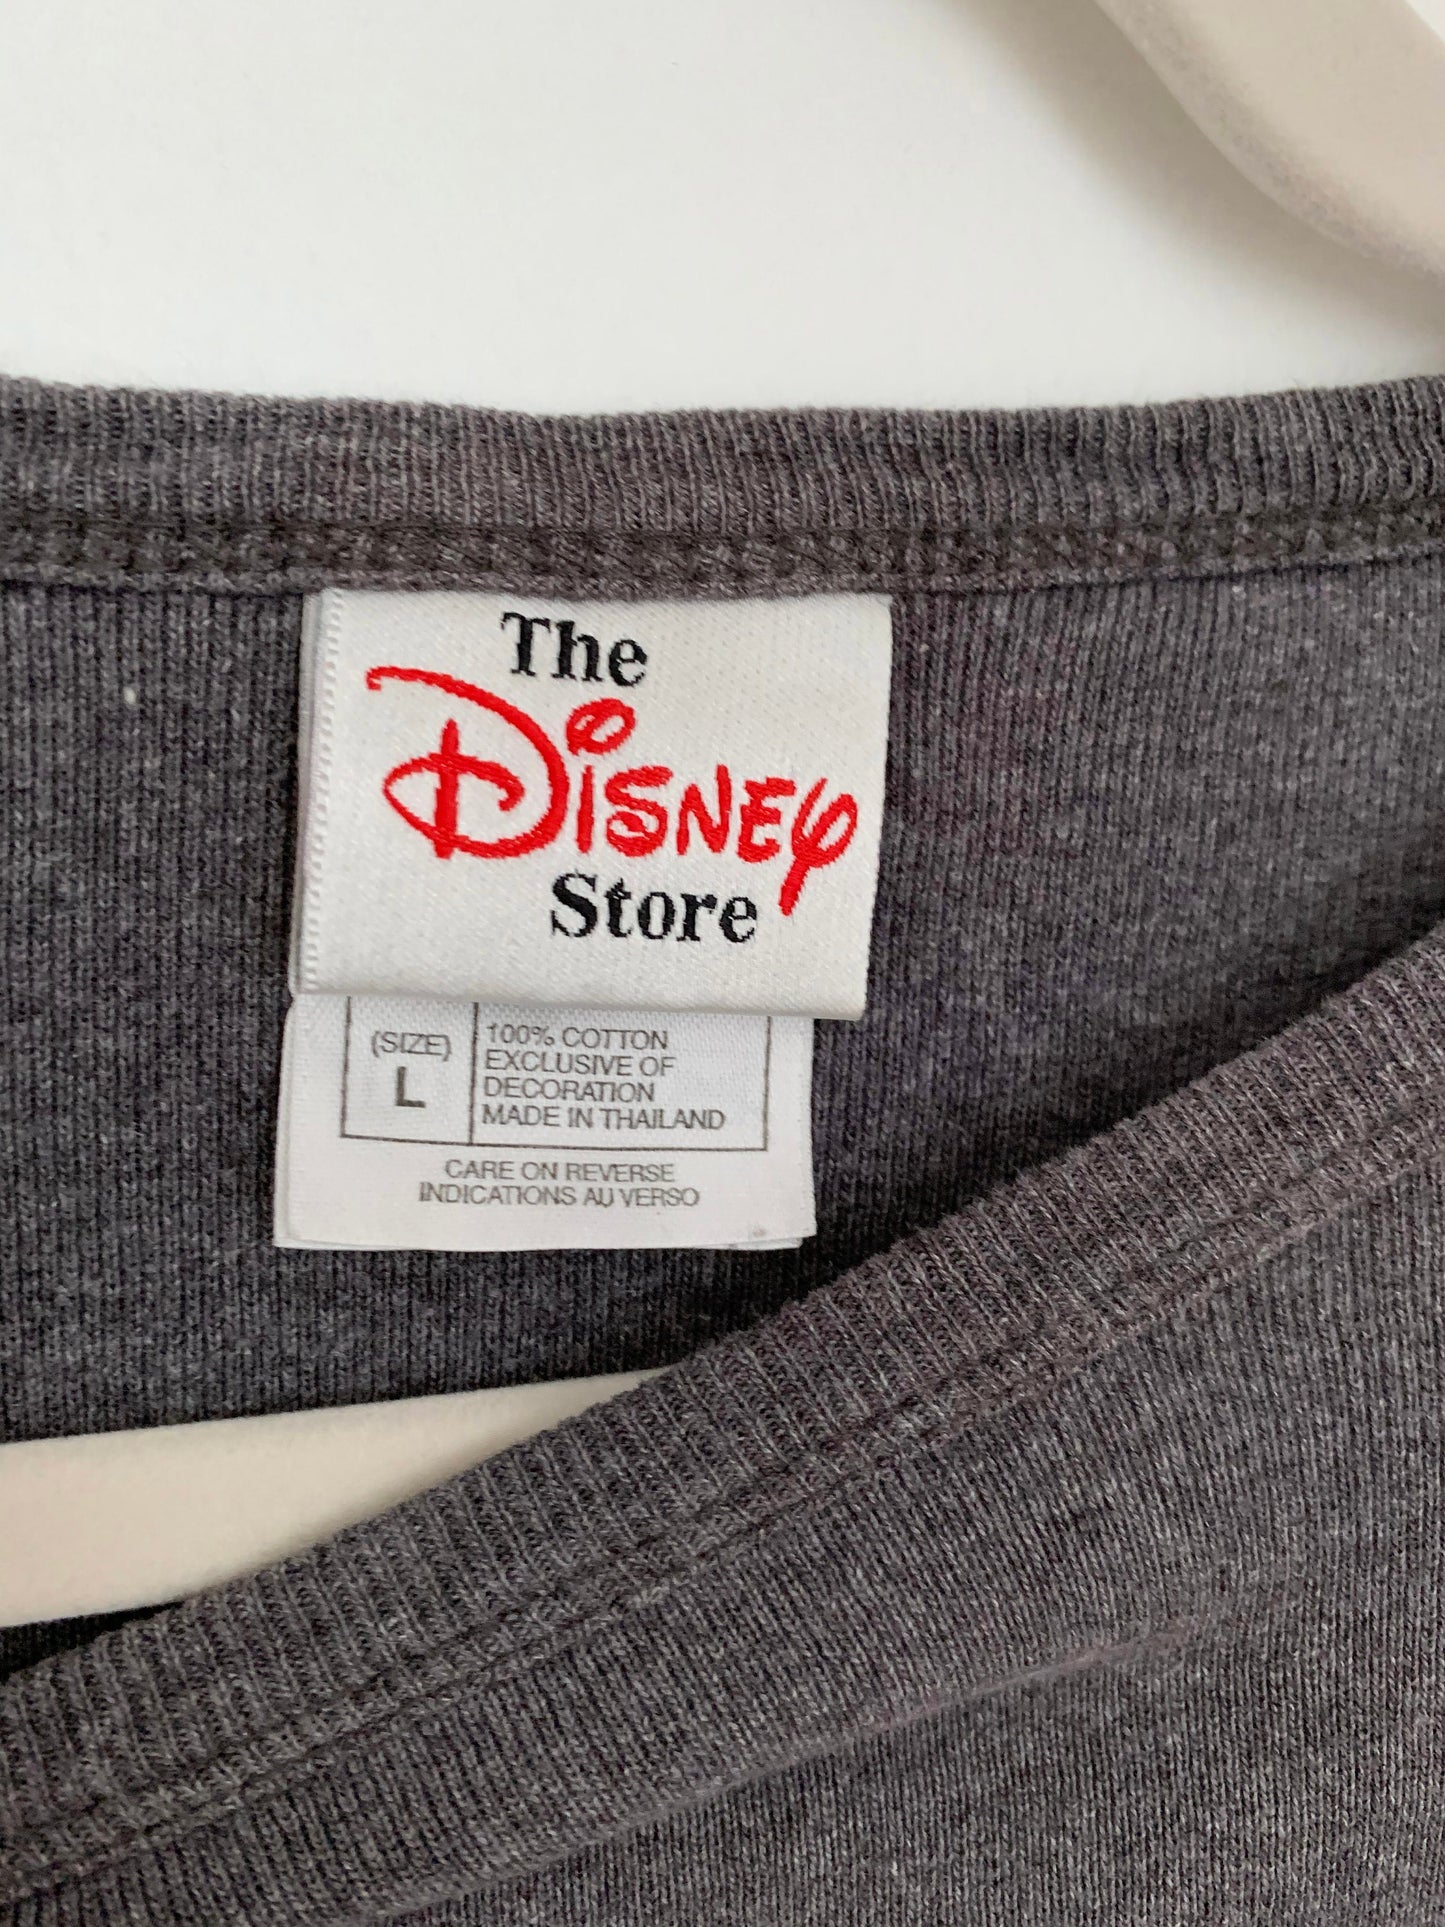 The
Disney
Store
(SIZE)
L
100% COTTON
EXCLUSIVE OF
DECORATION
MADE IN THAILAND
CARE ON REVERSE
INDICATIONS AU VERSO